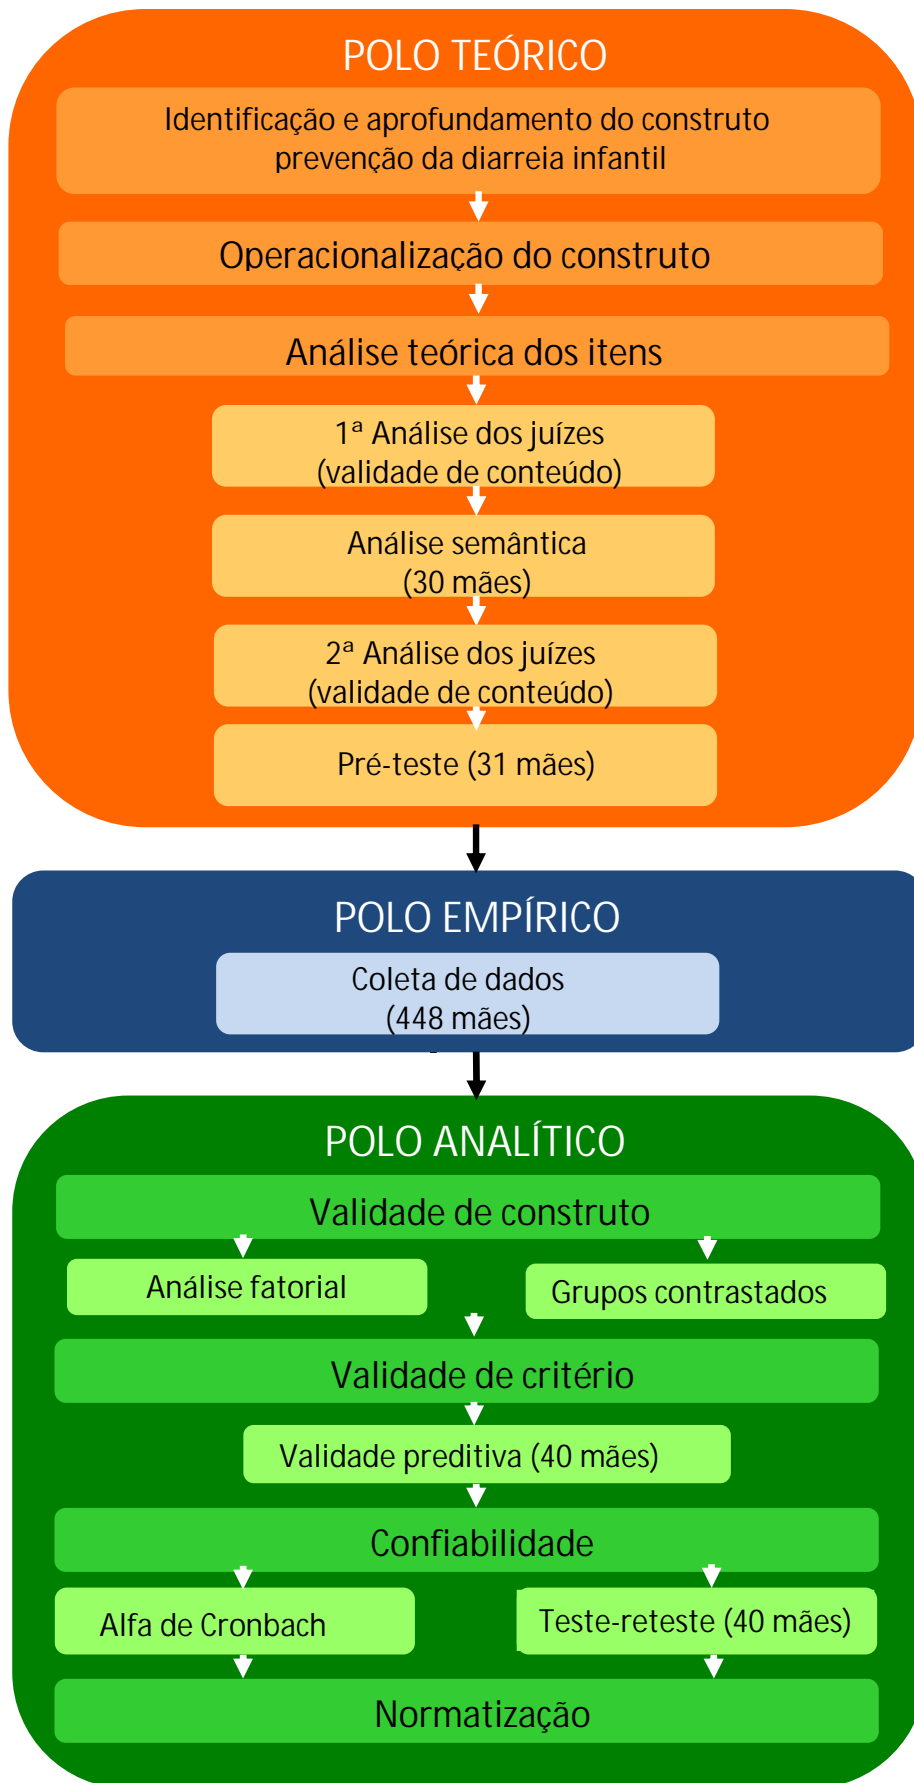 POLO TEÓRICO
Identificação e aprofundamento do construto
prevenção da diarreia infantil
Operacionalização do construto
Análise teórica dos itens
1ª Análise dos juízes
(validade de conteúdo)
Análise semântica
(30 mães)
2ª Análise dos juízes
(validade de conteúdo)
Pré-teste (31 mães)
POLO EMPÍRICO
Coleta de dados
(448 mães)
POLO ANALÍTICO
Validade de construto
Análise fatorial
Grupos contrastados
Validade de critério
Validade preditiva (40 mães)
Confiabilidade
Alfa de Cronbach
Teste-reteste (40 mães)
Normatização